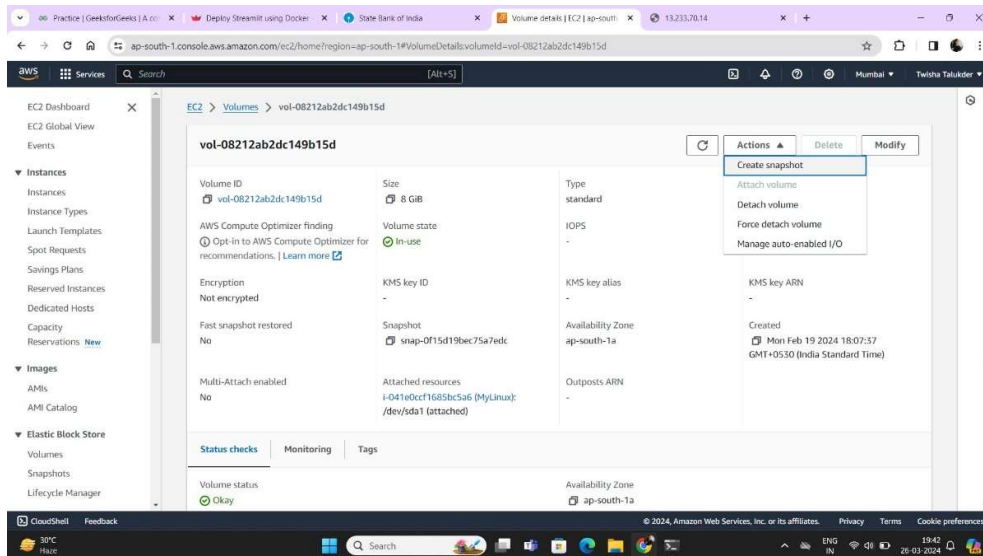 Practice | GeeksforGeeks | A co
Deploy Streamlit using Docker
State Bank of India
Volume details | EC2 | ap-south
13.233.70.14
ap-south-1.console.aws.amazon.com/ec2/home?region=ap-south-1#VolumeDetails:volumeId=vol-08212ab2dc149b15d
aws
Services
Search
[Alt+S]
Mumbai
Twisha Talukder
EC2 Dashboard
EC2 Global View
Events
Instances
Instances
Instance Types
Launch Templates
Spot Requests
Savings Plans
Reserved Instances
Dedicated Hosts
Capacity
Reservations New
Images
AMIs
AMI Catalog
Elastic Block Store
Volumes
Snapshots
Lifecycle Manager
EC2 > Volumes > vol-08212ab2dc149b15d
vol-08212ab2dc149b15d
Actions
Delete
Modify
Create snapshot
Attach volume
Detach volume
Force detach volume
Manage auto-enabled I/O
Volume ID
vol-08212ab2dc149b15d
Size
8 GiB
Type
standard
AWS Compute Optimizer finding
Opt-in to AWS Compute Optimizer for
recommendations. | Learn more
Volume state
In-use
IOPS
-
Encryption
Not encrypted
KMS key ID
-
KMS key alias
-
KMS key ARN
-
Fast snapshot restored
No
Snapshot
snap-0f15d19bec75a7edc
Availability Zone
ap-south-1a
Created
Mon Feb 19 2024 18:07:37
GMT+0530 (India Standard Time)
Multi-Attach enabled
No
Attached resources
i-041e0ccf1685bc5a6 (MyLinux):
/dev/sda1 (attached)
Outposts ARN
-
Status checks
Monitoring
Tags
Volume status
Okay
Availability Zone
ap-south-1a
CloudShell
Feedback
© 2024, Amazon Web Services, Inc. or its affiliates.
Privacy
Terms
Cookie preferences
30°C
Haze
Search
ENG
IN
19:42
26-03-2024